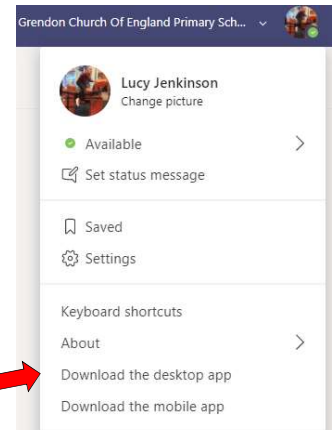 Grendon Church Of England Primary Sch...
Lucy Jenkinson
Change picture
Available
Set status message
Saved
Settings
Keyboard shortcuts
About
Download the desktop app
Download the mobile app